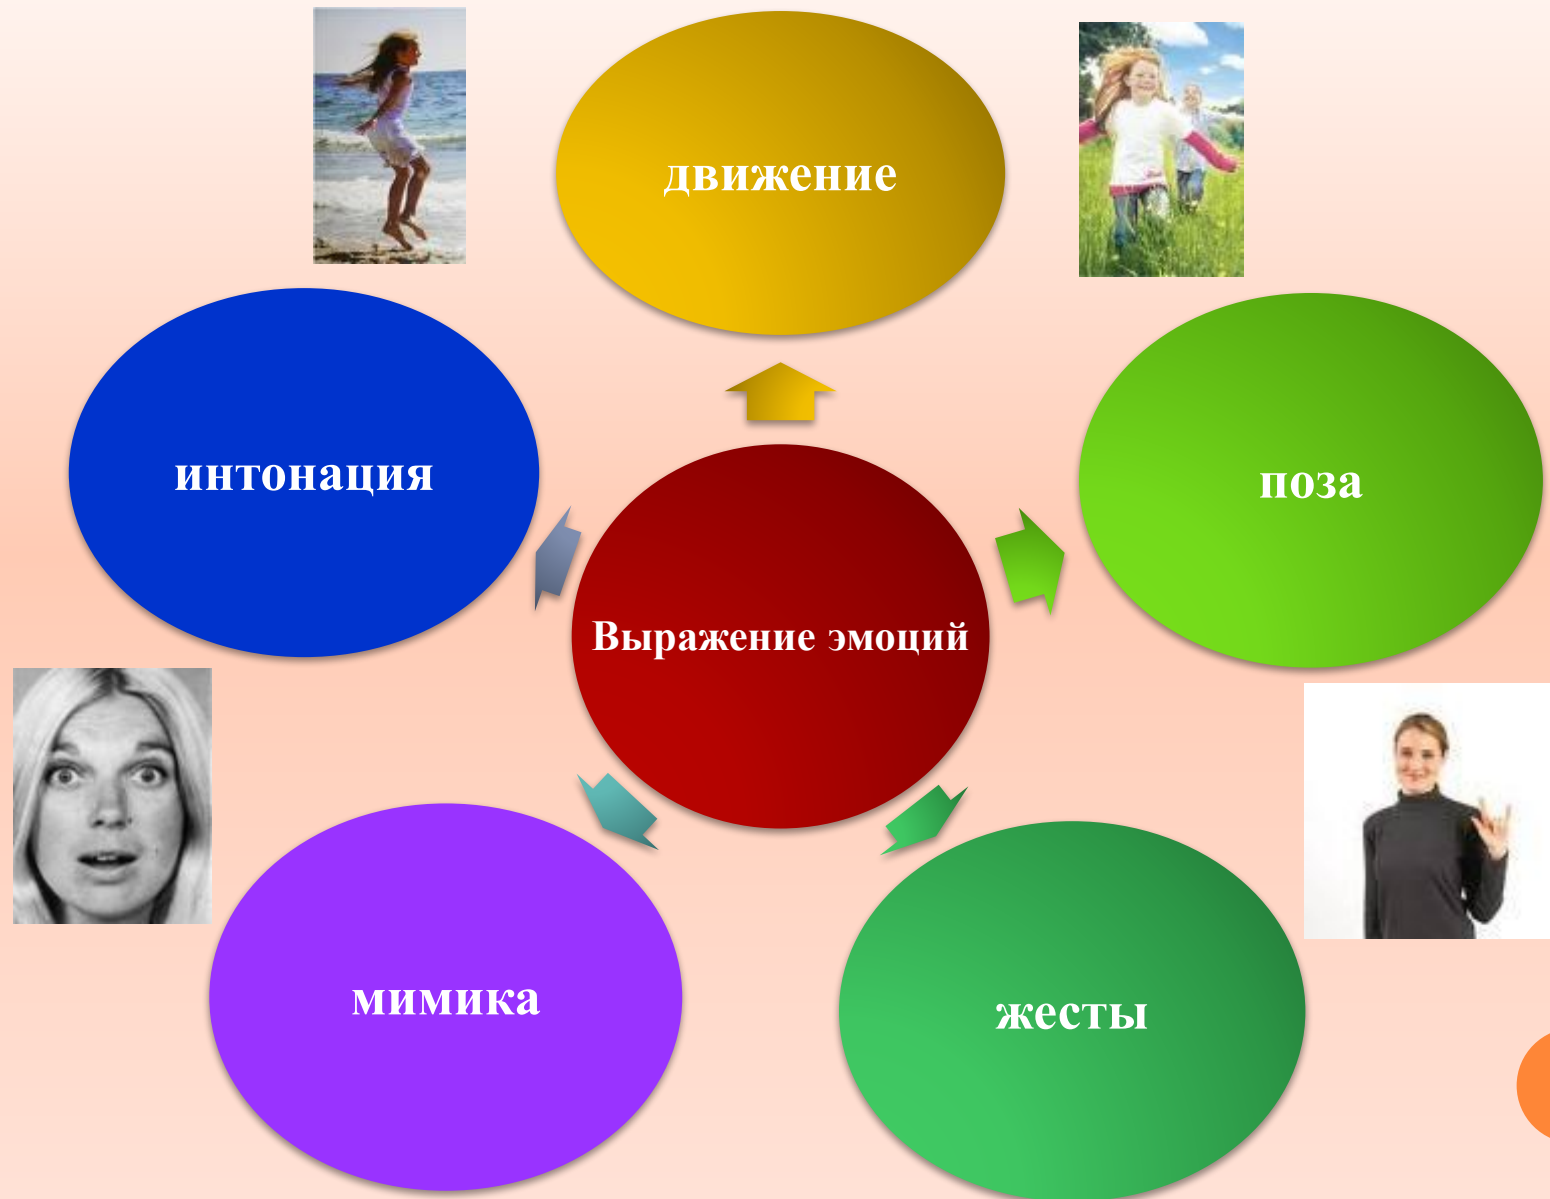 движение
интонация
поза
Выражение эмоций
мимика
жесты